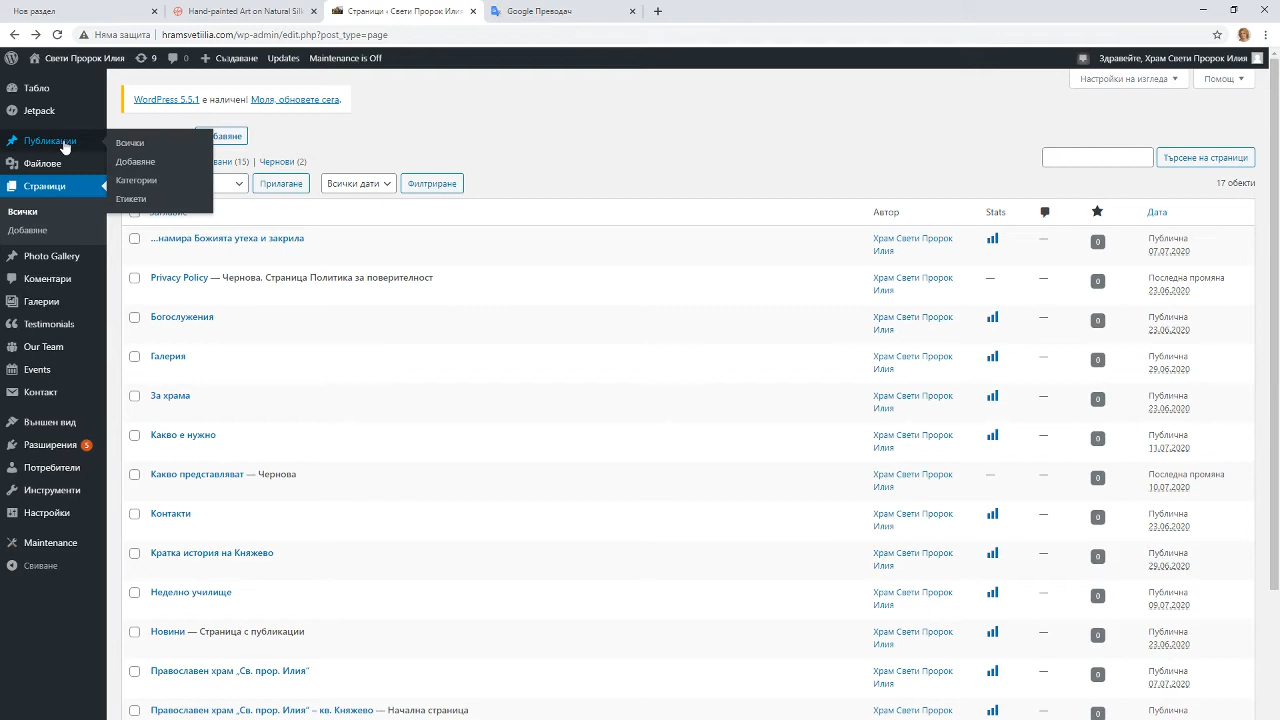 Нов раздел
Hand-painted Art on Natural Silk
Страници ‹ Свети Пророк Илия
Google Преводач
Няма защита
hramsvetiilia.com/wp-admin/edit.php?post_type=page
Свети Пророк Илия 9 0 Създаване Updates Maintenance is Off
Здравейте, Храм Свети Пророк Илия
Табло
Jetpack
Публикации
Файлове
Страници
Всички
Добавяне
Photo Gallery
Коментари
Галерии
Testimonials
Our Team
Events
Контакт
Външен вид
Разширения 5
Потребители
Инструменти
Настройки
Maintenance
Свиване
Всички
Добавяне
Категории
Етикети
Настройки на изгледа
Помощ
WordPress 5.5.1 е наличен! Моля, обновете сега.
(15) | Чернови (2)
Търсене на страници
Прилагане
Всички дати
Филтриране
17 обекти
Заглавие Автор Stats Дата
...намира Божията утеха и закрила Храм Свети Пророк Илия — 0 Публична 07.07.2020
Privacy Policy — Чернова, Страница Политика за поверителност Храм Свети Пророк Илия — — 0 Последна промяна 23.06.2020
Богослужения Храм Свети Пророк Илия — 0 Публична 23.06.2020
Галерия Храм Свети Пророк Илия — 0 Публична 29.06.2020
За храма Храм Свети Пророк Илия — 0 Публична 23.06.2020
Какво е нужно Храм Свети Пророк Илия — 0 Публична 11.07.2020
Какво представляват — Чернова Храм Свети Пророк Илия — — 0 Последна промяна 10.07.2020
Контакти Храм Свети Пророк Илия — 0 Публична 23.06.2020
Кратка история на Княжево Храм Свети Пророк Илия — 0 Публична 29.06.2020
Неделно училище Храм Свети Пророк Илия — 0 Публична 09.07.2020
Новини — Страница с публикации Храм Свети Пророк Илия — 0 Публична 23.06.2020
Православен храм „Св. прор. Илия“ Храм Свети Пророк Илия — 0 Публична 07.07.2020
Православен храм „Св. прор. Илия“ – кв. Княжево — Начална страница Храм Свети Пророк — 0 Публична